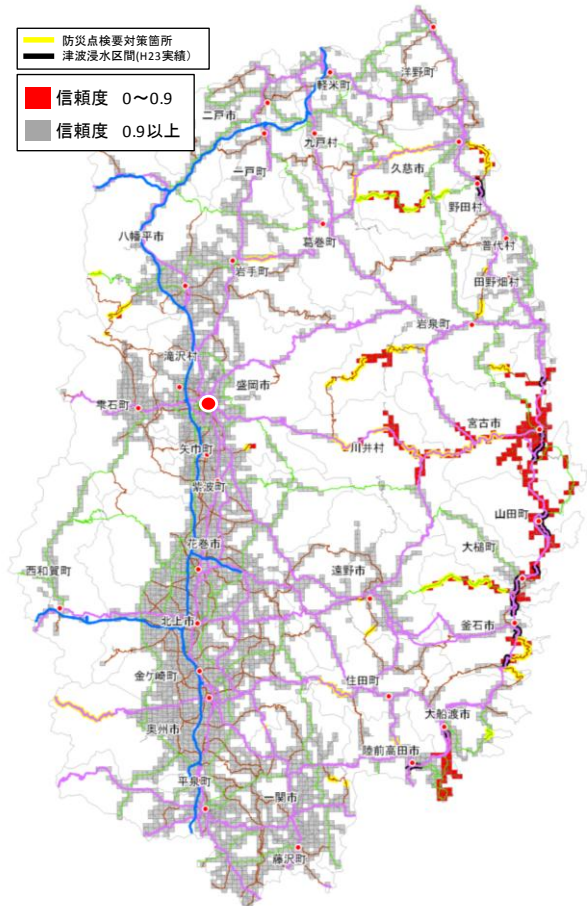 防災点検要対策箇所
津波浸水区間(H23実績)
信頼度 0～0.9
信頼度 0.9以上
洋野町
軽米町
二戸市
九戸村
一戸町
久慈市
野田村
八幡平市
葛巻町
普代村
田野畑村
岩手町
岩泉町
滝沢村
盛岡市
雫石町
宮古市
川井村
矢巾町
紫波町
山田町
花巻市
大槌町
西和賀町
遠野市
北上市
釜石市
金ケ崎町
住田町
大船渡市
奥州市
陸前高田市
平泉町
一関市
藤沢町